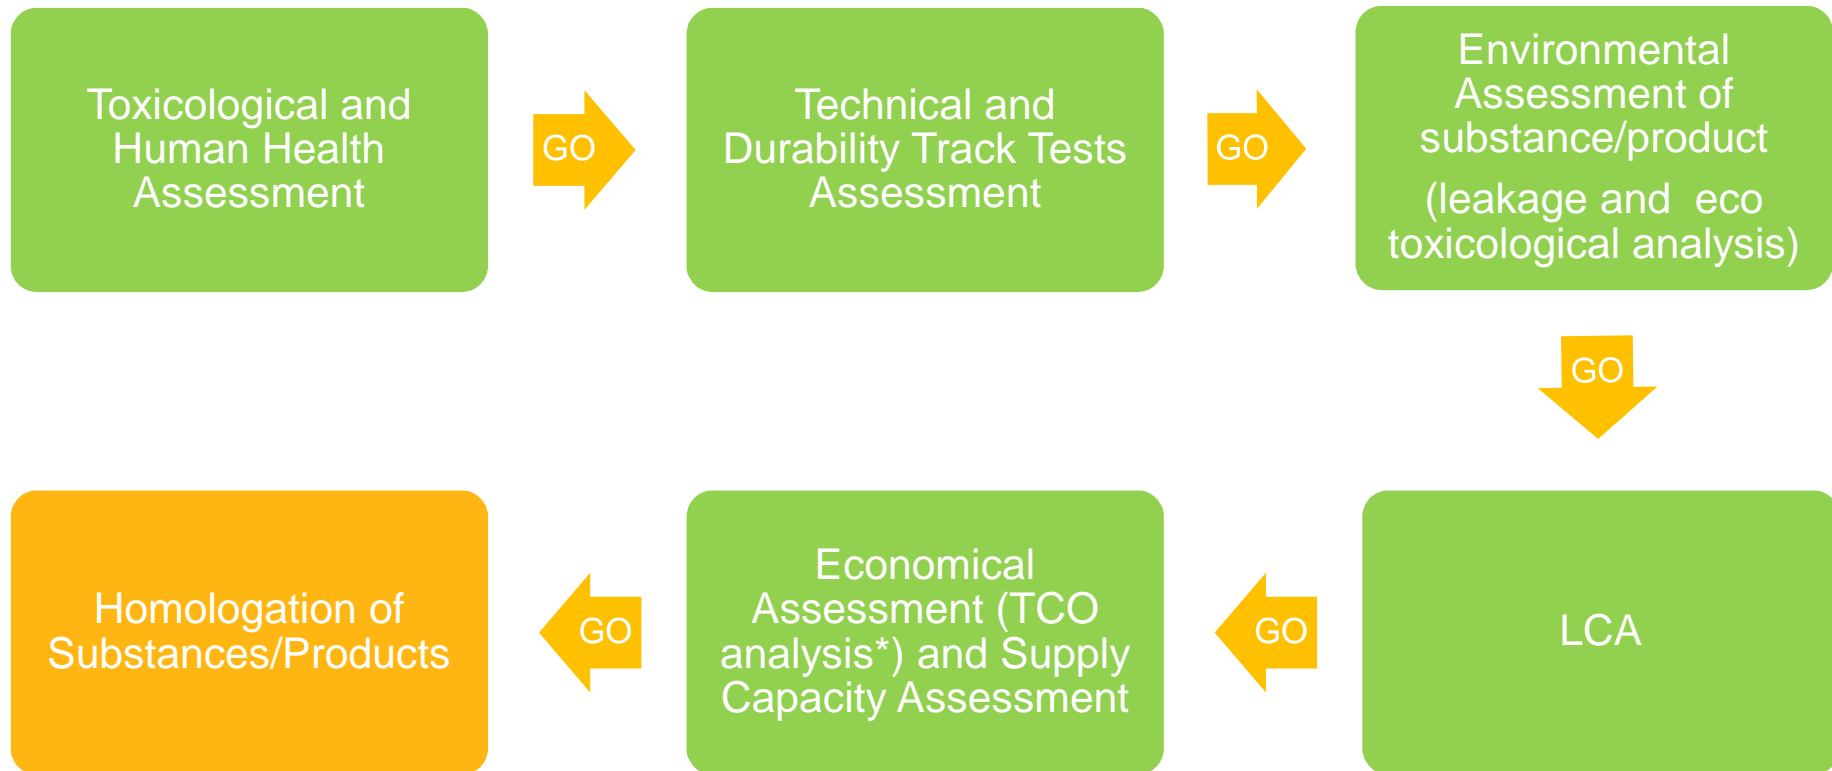 Toxicological and
Human Health
Assessment
GO
Technical and
Durability Track Tests
Assessment
GO
Environmental
Assessment of
substance/product
(leakage and eco
toxicological analysis)
GO
LCA
GO
Economical
Assessment (TCO
analysis*) and Supply
Capacity Assessment
GO
Homologation of
Substances/Products